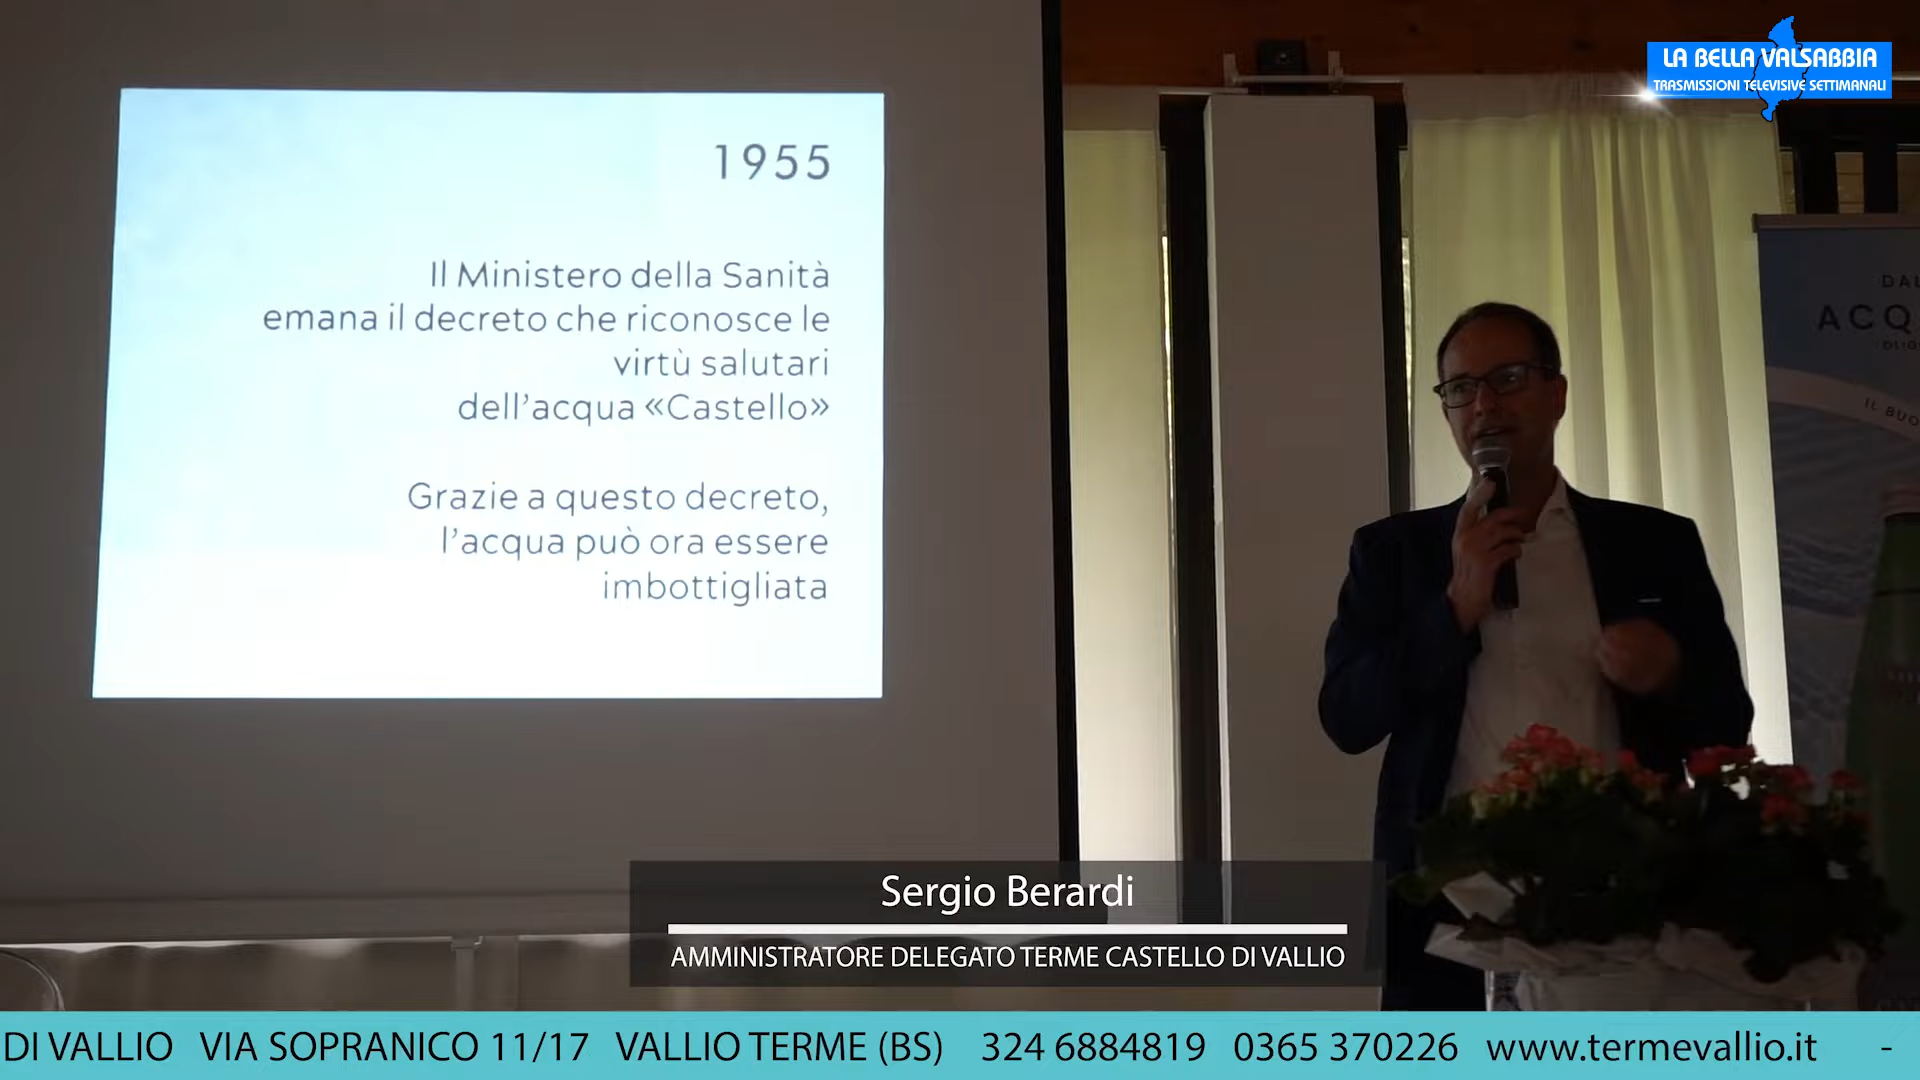 LA BELLA VALSABBIA
TRASMISSIONI TELEVISIVE SETTIMANALI
1955
Il Ministero della Sanità
emana il decreto che riconosce le
virtù salutari
dell'acqua «Castello»
Grazie a questo decreto,
l'acqua può ora essere
imbottigliata
DAL
ACQ
IL BUO
Sergio Berardi
AMMINISTRATORE DELEGATO TERME CASTELLO DI VALLIO
DI VALLIO VIA SOPRANICO 11/17 VALLIO TERME (BS) 324 6884819 0365 370226 www.termevallio.it -